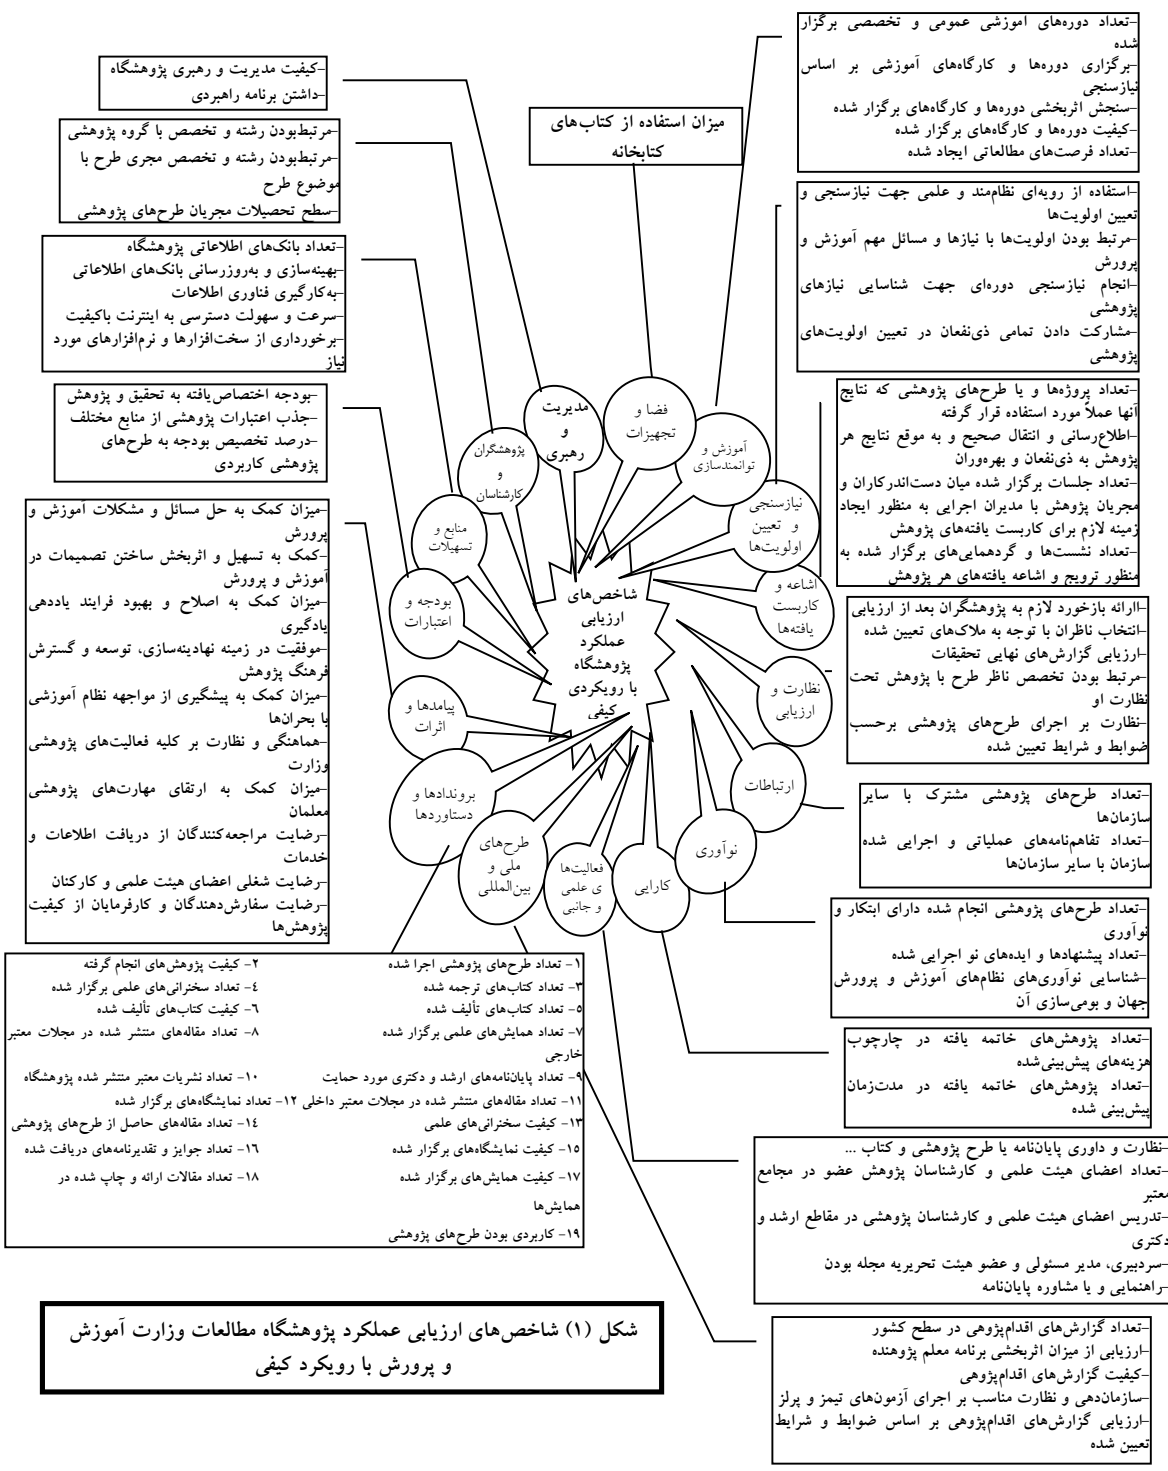 -تعداد دوره‌های آموزشی عمومی و تخصصی برگزار
شده
-برگزاری دوره‌ها و کارگاه‌های آموزشی بر اساس
نیازسنجی
-سنجش اثربخشی دوره‌ها و کارگاه‌های برگزار شده
-کیفیت دوره‌ها و کارگاه‌های برگزار شده
-تعداد فرصت‌های مطالعاتی ایجاد شده
میزان استفاده از کتاب‌های
کتابخانه
-کیفیت مدیریت و رهبری پژوهشگاه
-داشتن برنامه راهبردی
-مرتبط‌بودن رشته و تخصص با گروه پژوهشی
-مرتبط‌بودن رشته و تخصص مجری طرح با
موضوع طرح
-سطح تحصیلات مجریان طرح‌های پژوهشی
-استفاده از رویه‌ای نظام‌مند و علمی جهت نیازسنجی و
تعیین اولویت‌ها
-مرتبط بودن اولویت‌ها با نیازها و مسائل مهم آموزش و
پرورش
-انجام نیازسنجی دوره‌ای جهت شناسایی نیازهای
پژوهشی
-مشارکت دادن تمامی ذی‌نفعان در تعیین اولویت‌های
پژوهشی
-تعداد بانک‌های اطلاعاتی پژوهشگاه
-بهینه‌سازی و به‌روزرسانی بانک‌های اطلاعاتی
-به‌کارگیری فناوری اطلاعات
-سرعت و سهولت دسترسی به اینترنت باکیفیت
-برخورداری از سخت‌افزارها و نرم‌افزارهای مورد
نیاز
-تعداد پروژه‌ها و یا طرح‌های پژوهشی که نتایج
آنها عملاً مورد استفاده قرار گرفته
-اطلاع‌رسانی و انتقال صحیح و به موقع نتایج هر
پژوهش به ذی‌نفعان و بهره‌وران
-تعداد جلسات برگزار شده میان دست‌اندرکاران و
مجریان پژوهش با مدیران اجرایی به منظور ایجاد
زمینه لازم برای کاربست یافته‌های پژوهش
-تعداد نشست‌ها و گردهمایی‌های برگزار شده به
منظور ترویج و اشاعه یافته‌های هر پژوهش
-بودجه اختصاص‌یافته به تحقیق و پژوهش
-جذب اعتبارات پژوهشی از منابع مختلف
-درصد تخصیص بودجه به طرح‌های
پژوهشی کاربردی
مدیریت
و
رهبری
فضا و
تجهیزات
آموزش و
توانمندسازی
نیازسنجی
و تعیین
اولویت‌ها
اشاعه و
کاربست
یافته‌ها
نظارت و
ارزیابی
ارتباطات
نوآوری
کارایی
فعالیت‌ها
ی علمی
و جانبی
طرح‌های
ملی و
بین‌المللی
بروندادها و
دستاوردها
پیامدها و
اثرات
بودجه و
اعتبارات
منابع و
تسهیلات
پژوهشگران
و
کارشناسان
شاخص‌های
ارزیابی
عملکرد
پژوهشگاه
با رویکردی
کیفی
-میزان کمک به حل مسائل و مشکلات آموزش و
پرورش
-کمک به تسهیل و اثربخش ساختن تصمیمات در
آموزش و پرورش
-میزان کمک به اصلاح و بهبود فرایند یاددهی
یادگیری
-موفقیت در زمینه نهادینه‌سازی، توسعه و گسترش
فرهنگ پژوهش
-میزان کمک به پیشگیری از مواجهه نظام آموزشی
با بحران‌ها
-هماهنگی و نظارت بر کلیه فعالیت‌های پژوهشی
وزارت
-میزان کمک به ارتقای مهارت‌های پژوهشی
معلمان
-رضایت مراجعه‌کنندگان از دریافت اطلاعات و
خدمات
-رضایت شغلی اعضای هیئت علمی و کارکنان
-رضایت سفارش‌دهندگان و کارفرمایان از کیفیت
پژوهش‌ها
-اارائه بازخورد لازم به پژوهشگران بعد از ارزیابی
-انتخاب ناظران با توجه به ملاک‌های تعیین شده
-ارزیابی گزارش‌های نهایی تحقیقات
-مرتبط بودن تخصص ناظر طرح با پژوهش تحت
نظارت او
-نظارت بر اجرای طرح‌های پژوهشی برحسب
ضوابط و شرایط تعیین شده
-تعداد طرح‌های پژوهشی مشترک با سایر
سازمان‌ها
-تعداد تفاهم‌نامه‌های عملیاتی و اجرایی شده
سازمان با سایر سازمان‌ها
-تعداد طرح‌های پژوهشی انجام شده دارای ابتکار و
نوآوری
-تعداد پیشنهادها و ایده‌های نو اجرایی شده
-شناسایی نوآوری‌های نظام‌های آموزش و پرورش
جهان و بومی‌سازی آن
-تعداد پژوهش‌های خاتمه یافته در چارچوب
هزینه‌های پیش‌بینی‌شده
-تعداد پژوهش‌های خاتمه یافته در مدت‌زمان
پیش‌بینی شده
۱- تعداد طرح‌های پژوهشی اجرا شده ۲- کیفیت پژوهش‌های انجام گرفته
۳- تعداد کتاب‌های ترجمه شده ۴- تعداد سخنرانی‌های علمی برگزار شده
۵- تعداد کتاب‌های تألیف شده ۶- کیفیت کتاب‌های تألیف شده
۷- تعداد همایش‌های علمی برگزار شده ۸- تعداد مقاله‌های منتشر شده در مجلات معتبر
خارجی
۹- تعداد پایان‌نامه‌های ارشد و دکتری مورد حمایت ۱۰- تعداد نشریات معتبر منتشر شده پژوهشگاه
۱۱- تعداد مقاله‌های منتشر شده در مجلات معتبر داخلی ۱۲- تعداد نمایشگاه‌های برگزار شده
۱۳- کیفیت سخنرانی‌های علمی ۱۴- تعداد مقاله‌های حاصل از طرح‌های پژوهشی
۱۵- کیفیت نمایشگاه‌های برگزار شده ۱۶- تعداد جوایز و تقدیرنامه‌های دریافت شده
۱۷- کیفیت همایش‌های برگزار شده ۱۸- تعداد مقالات ارائه و چاپ شده در
همایش‌ها
۱۹- کاربردی بودن طرح‌های پژوهشی
-نظارت و داوری پایان‌نامه یا طرح پژوهشی و کتاب ...
-تعداد اعضای هیئت علمی و کارشناسان پژوهش عضو در مجامع
معتبر
-تدریس اعضای هیئت علمی و کارشناسان پژوهشی در مقاطع ارشد و
دکتری
-سردبیری، مدیر مسئولی و عضو هیئت تحریریه مجله بودن
-راهنمایی و یا مشاوره پایان‌نامه
-تعداد گزارش‌های اقدام‌پژوهی در سطح کشور
-ارزیابی از میزان اثربخشی برنامه معلم پژوهنده
-کیفیت گزارش‌های اقدام‌پژوهی
-سازمان‌دهی و نظارت مناسب بر اجرای آزمون‌های تیمز و پرلز
-ارزیابی گزارش‌های اقدام‌پژوهی بر اساس ضوابط و شرایط
تعیین شده
شکل (۱) شاخص‌های ارزیابی عملکرد پژوهشگاه مطالعات وزارت آموزش
و پرورش با رویکرد کیفی